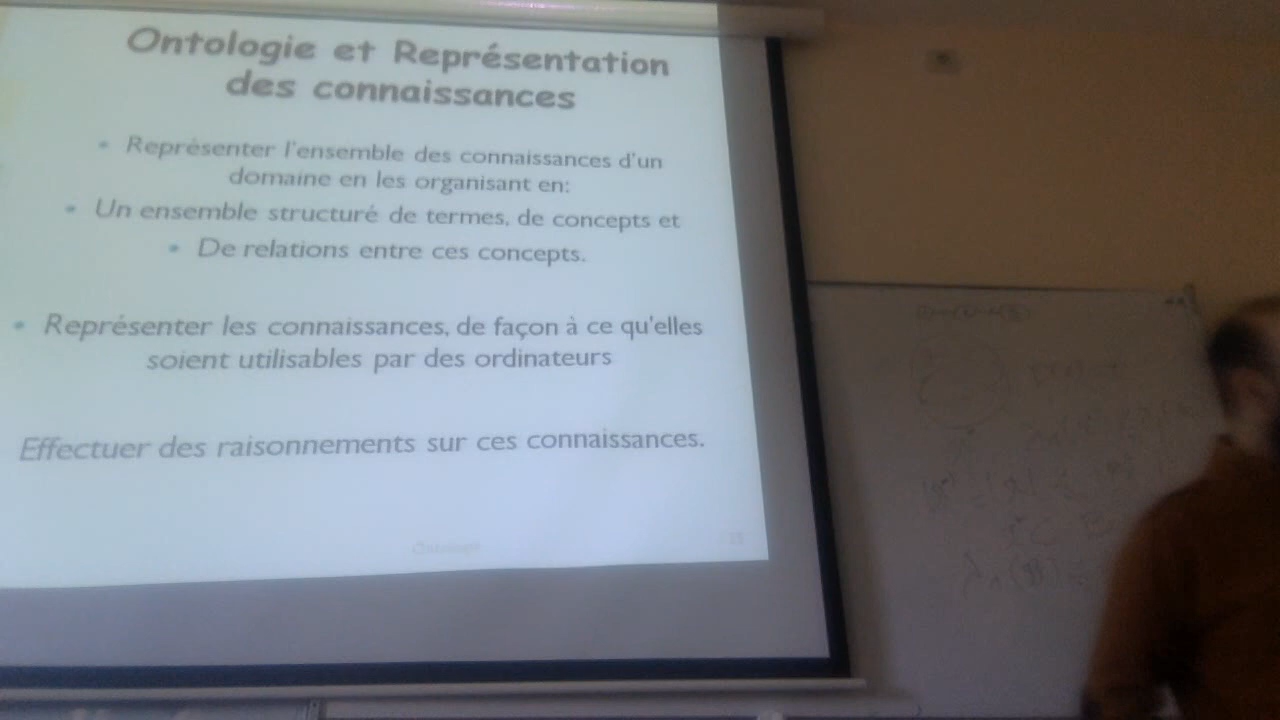 Ontologie et Représentation
des connaissances
• Représenter l'ensemble des connaissances d'un
domaine en les organisant en:
• Un ensemble structuré de termes, de concepts et
• De relations entre ces concepts.
• Représenter les connaissances, de façon à ce qu'elles
soient utilisables par des ordinateurs
Effectuer des raisonnements sur ces connaissances.
Ontologie